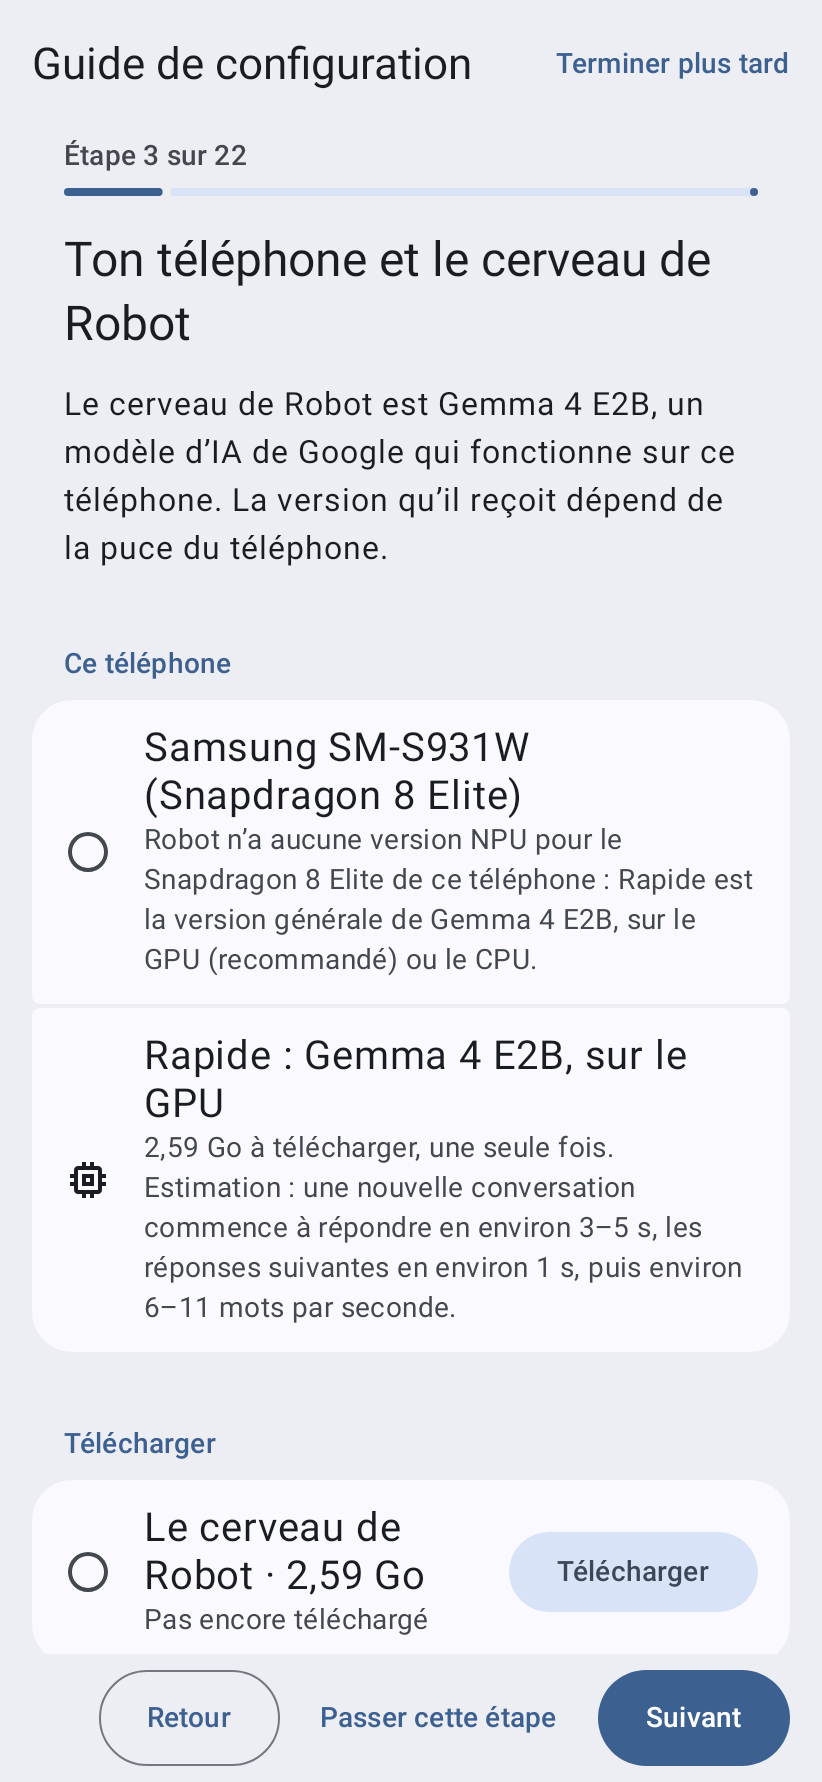 Guide de configuration
Terminer plus tard
Étape 3 sur 22
Ton téléphone et le cerveau de
Robot
Le cerveau de Robot est Gemma 4 E2B, un
modèle d’IA de Google qui fonctionne sur ce
téléphone. La version qu’il reçoit dépend de
la puce du téléphone.
Ce téléphone
Samsung SM-S931W
(Snapdragon 8 Elite)
Robot n’a aucune version NPU pour le
Snapdragon 8 Elite de ce téléphone : Rapide est
la version générale de Gemma 4 E2B, sur le
GPU (recommandé) ou le CPU.
Rapide : Gemma 4 E2B, sur le
GPU
2,59 Go à télécharger, une seule fois.
Estimation : une nouvelle conversation
commence à répondre en environ 3–5 s, les
réponses suivantes en environ 1 s, puis environ
6–11 mots par seconde.
Télécharger
Le cerveau de
Robot · 2,59 Go
Pas encore téléchargé
Télécharger
Retour
Passer cette étape
Suivant